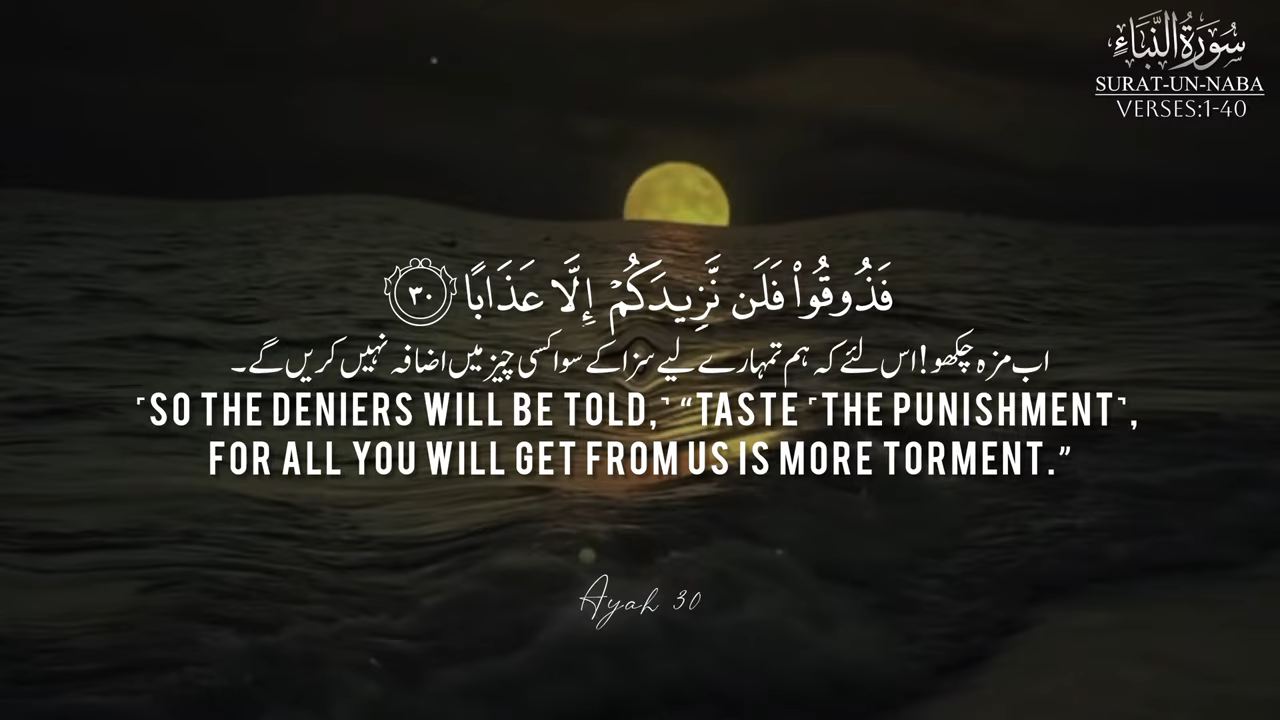 سُورَةُ النَّبَاءِ
SURAT-UN-NABA
VERSES:1-40
فَذُوقُوا۟ فَلَن نَّزِيدَكُمْ إِلَّا عَذَابًا ٣٠
اب مزہ چکھو! اس لئے کہ ہم تمہارے لیے سزا کے سوا کسی چیز میں اضافہ نہیں کریں گے۔
⸢SO THE DENIERS WILL BE TOLD,⸣ “TASTE ⸢THE PUNISHMENT⸣,
FOR ALL YOU WILL GET FROM US IS MORE TORMENT.”
Ayah 30